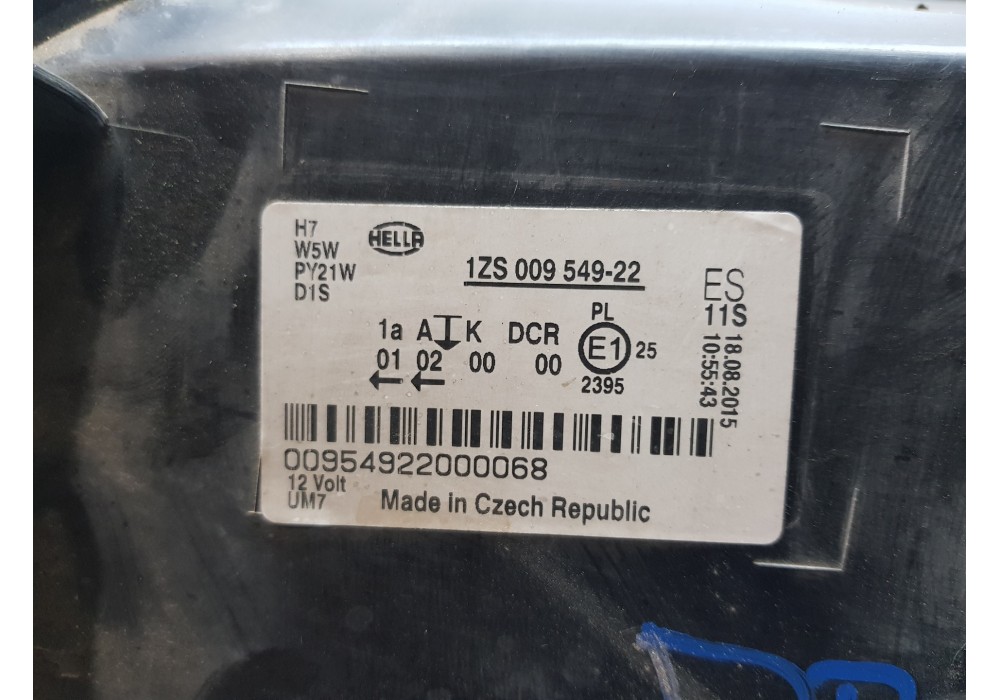 H7
W5W
PY21W
D1S
HELLA
1ZS 009 549-22
ES
11S
18.08.2015
10:55:43
1a A K DCR PL
01 02 00 00 E1 25
2395
00954922000068
12 Volt
UM7
Made in Czech Republic